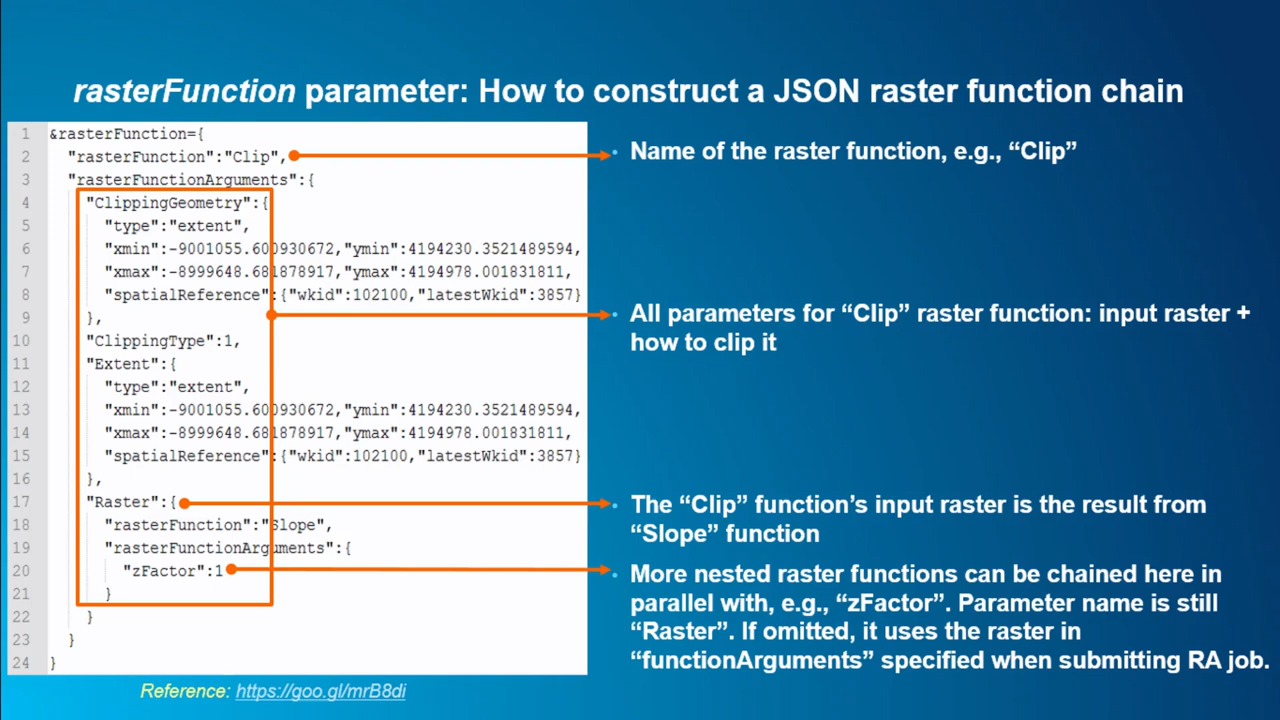 rasterFunction parameter: How to construct a JSON raster function chain
1 &rasterFunction={
2 "rasterFunction":"Clip",
3 "rasterFunctionArguments":{
4 "ClippingGeometry":{
5 "type":"extent",
6 "xmin":-9001055.600930672,"ymin":4194230.3521489594,
7 "xmax":-8999648.681878917,"ymax":4194978.001831811,
8 "spatialReference":{"wkid":102100,"latestWkid":3857}
9 },
10 "ClippingType":1,
11 "Extent":{
12 "type":"extent",
13 "xmin":-9001055.600930672,"ymin":4194230.3521489594,
14 "xmax":-8999648.681878917,"ymax":4194978.001831811,
15 "spatialReference":{"wkid":102100,"latestWkid":3857}
16 },
17 "Raster":{
18 "rasterFunction":"Slope",
19 "rasterFunctionArguments":{
20 "zFactor":1
21 }
22 }
23 }
24 }
• Name of the raster function, e.g., “Clip”
• All parameters for “Clip” raster function: input raster +
how to clip it
• The “Clip” function’s input raster is the result from
“Slope” function
• More nested raster functions can be chained here in
parallel with, e.g., “zFactor”. Parameter name is still
“Raster”. If omitted, it uses the raster in
“functionArguments” specified when submitting RA job.
Reference: https://goo.gl/mrB8di